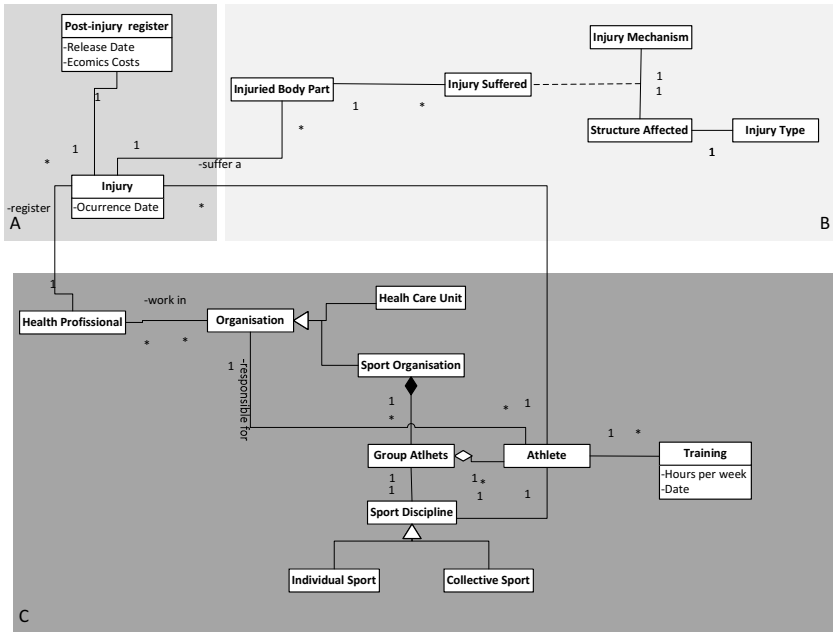 Post-injury register
-Release Date
-Ecomics Costs
1
1
*
1
-suffer a
Injury
-Ocurrence Date
*
-register
A
Injuried Body Part
*
1
*
Injury Suffered
Injury Mechanism
1
1
Structure Affected
1
Injury Type
B
1
Health Profissional
-work in
*
*
Organisation
Healh Care Unit
Sport Organisation
1
-responsible for
1
*
*
1
Group Atlhets
Athlete
1
*
Training
-Hours per week
-Date
1
1
1
*
1
1
Sport Discipline
Individual Sport
Collective Sport
C